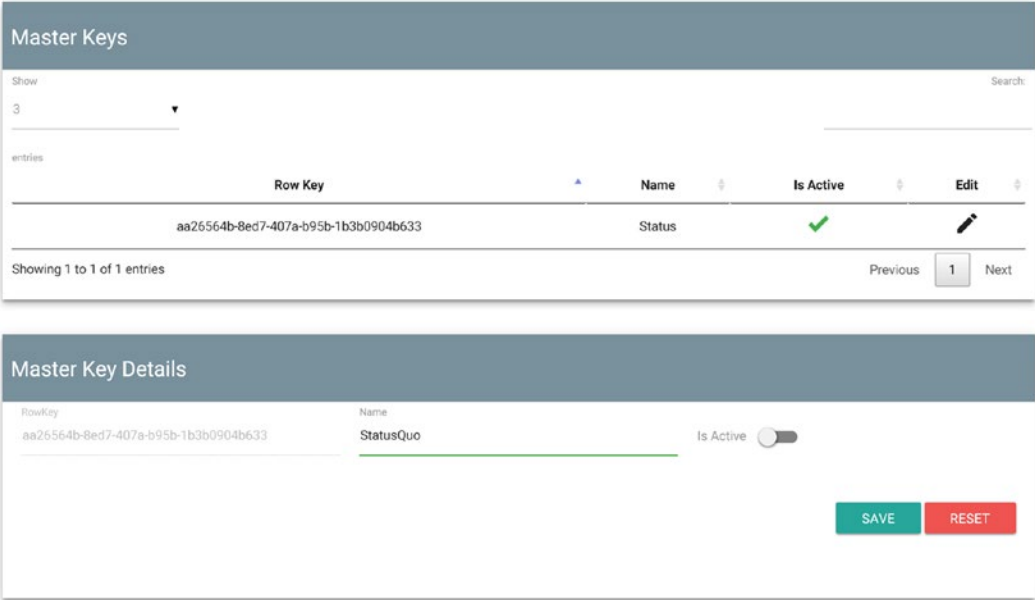 Master Keys
Show
Search:
3
entries
Row Key Name Is Active Edit
aa26564b-8ed7-407a-b95b-1b3b0904b633 Status
Showing 1 to 1 of 1 entries Previous 1 Next
Master Key Details
RowKey Name
aa26564b-8ed7-407a-b95b-1b3b0904b633 StatusQuo Is Active
SAVE RESET